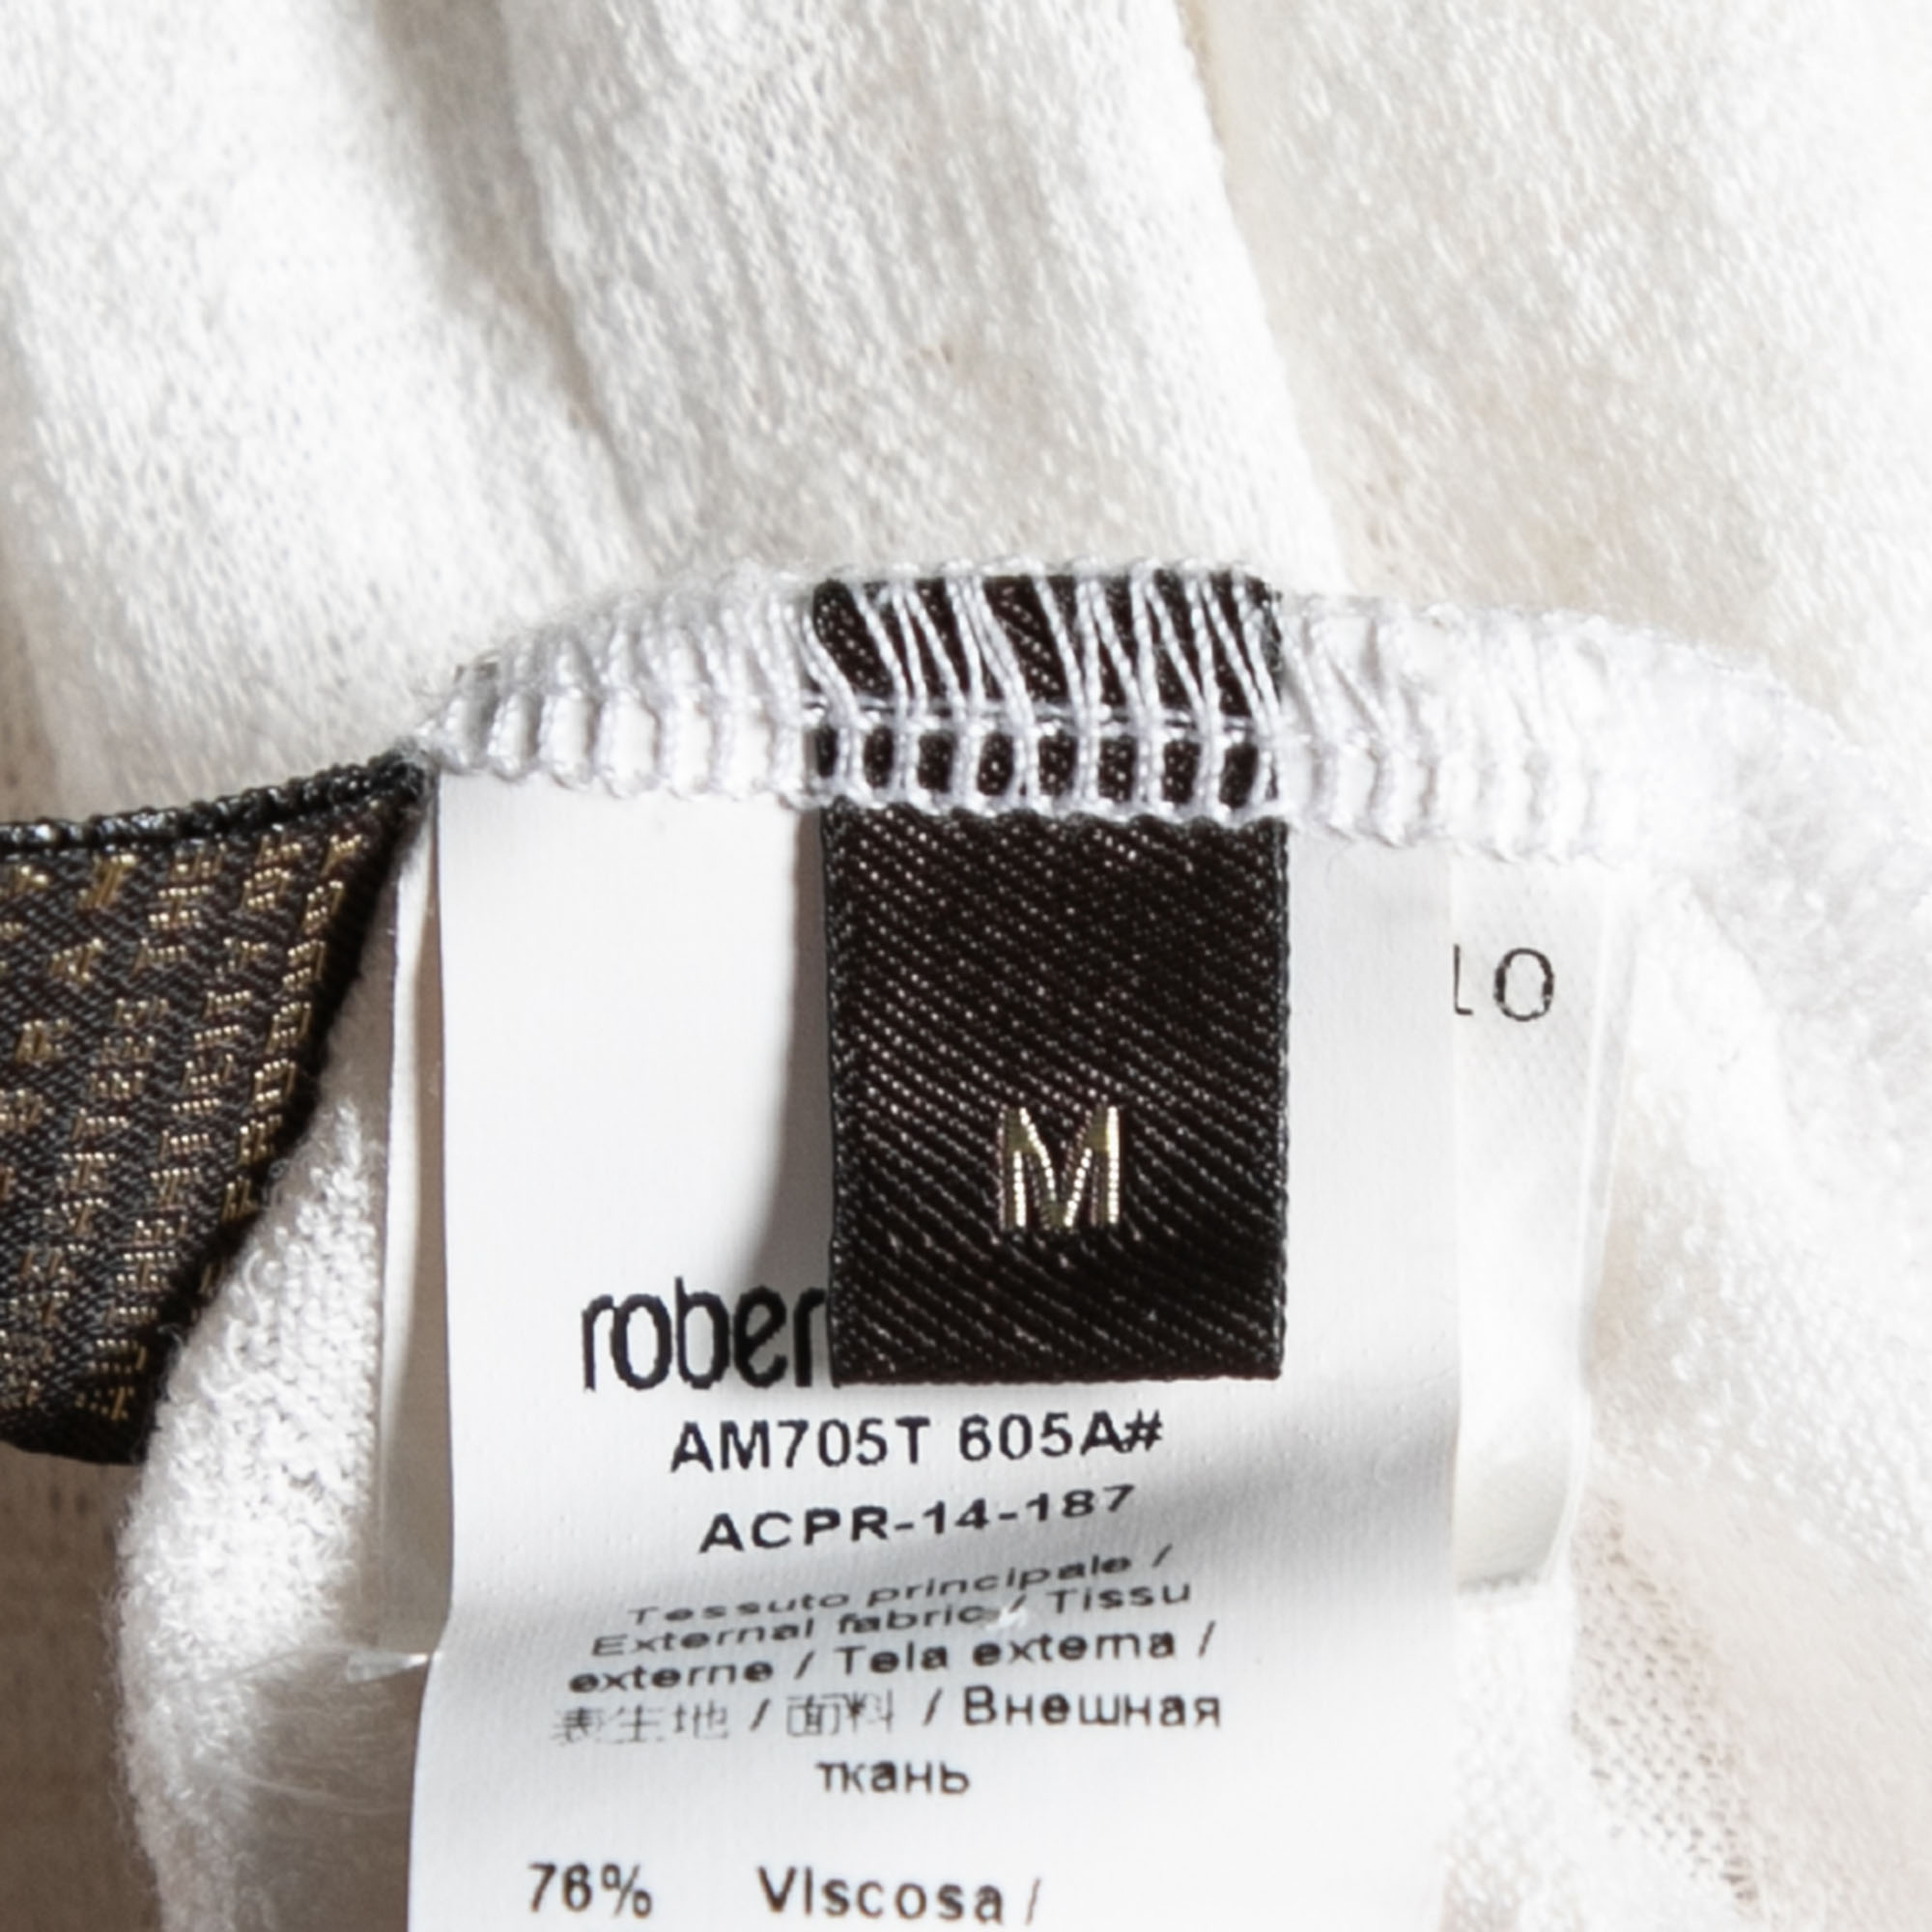 LO
M
rober
AM705T 605A#
ACPR-14-187
Tessuto principale /
External fabric / Tissu
externe / Tela externa /
表生地 / 面料 / Внешная
ткань
76% Viscosa /